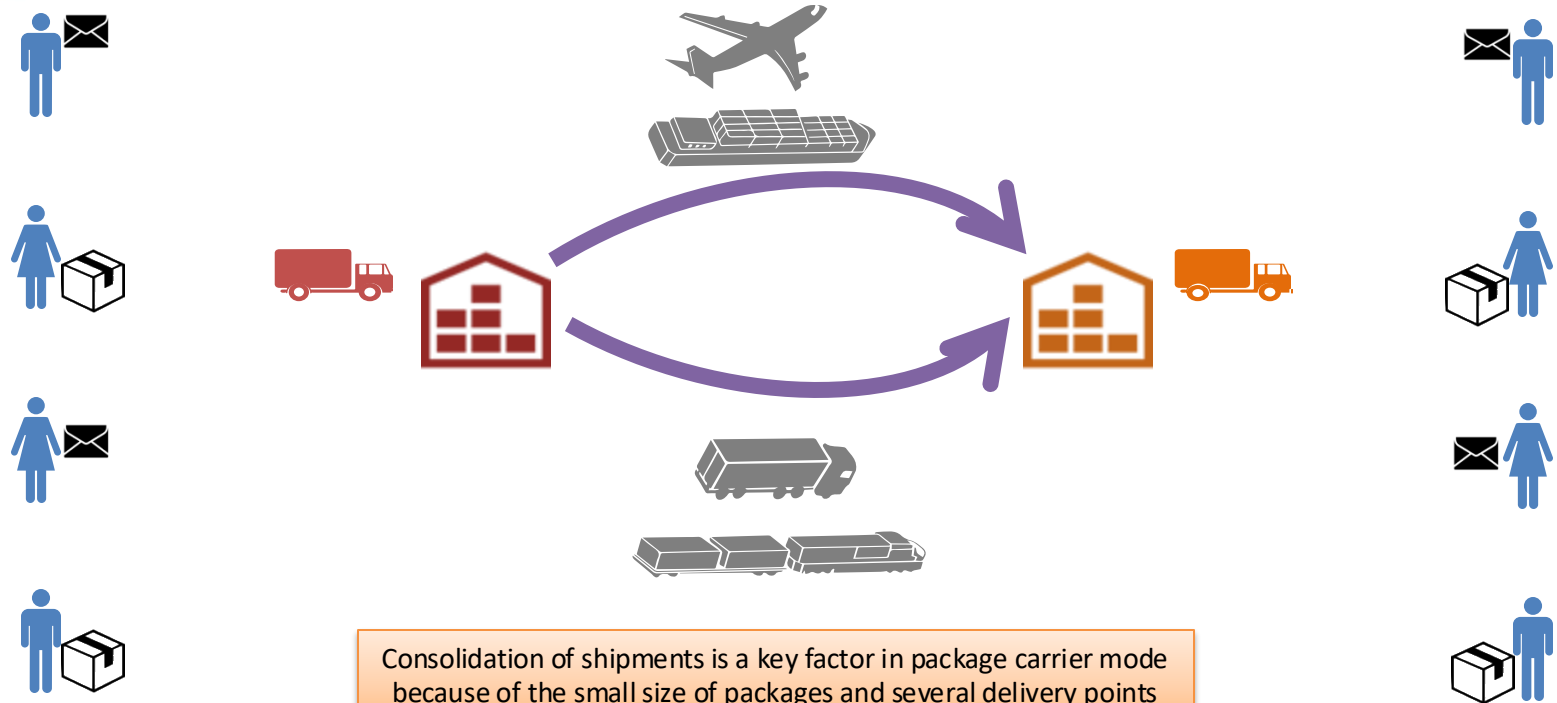 Consolidation of shipments is a key factor in package carrier mode
because of the small size of packages and several delivery points